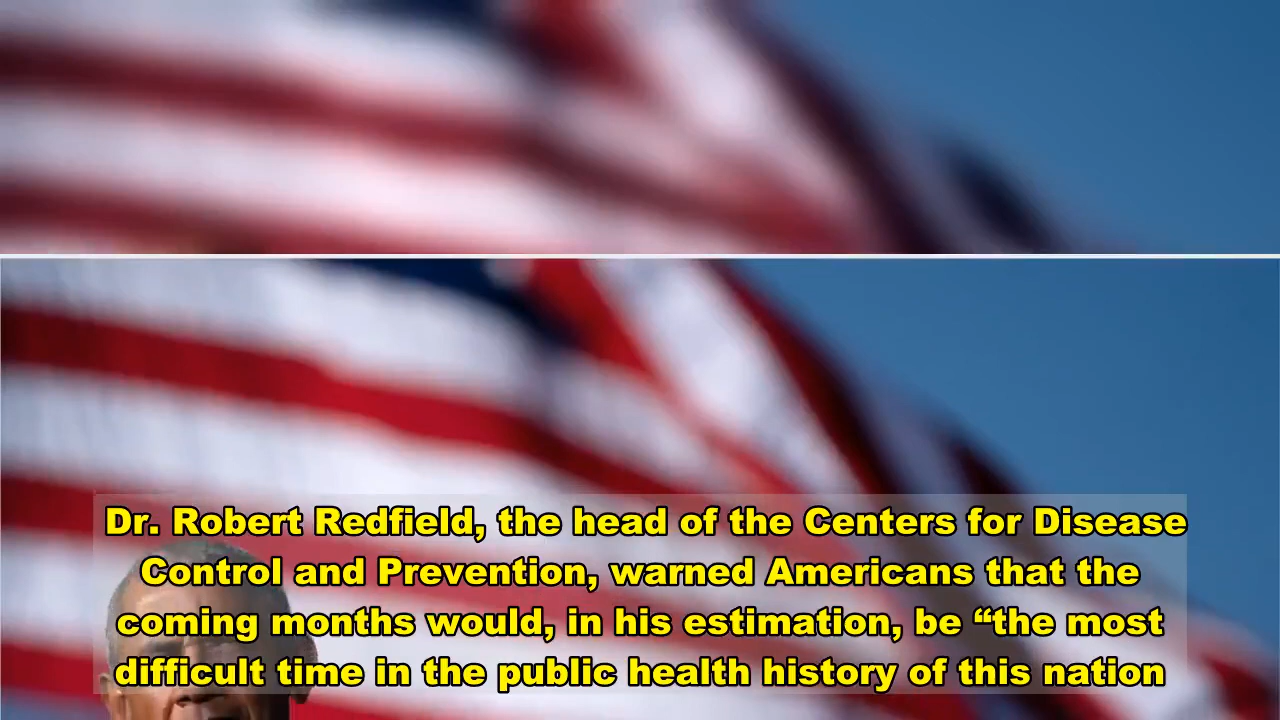 Dr. Robert Redfield, the head of the Centers for Disease
Control and Prevention, warned Americans that the
coming months would, in his estimation, be “the most
difficult time in the public health history of this nation